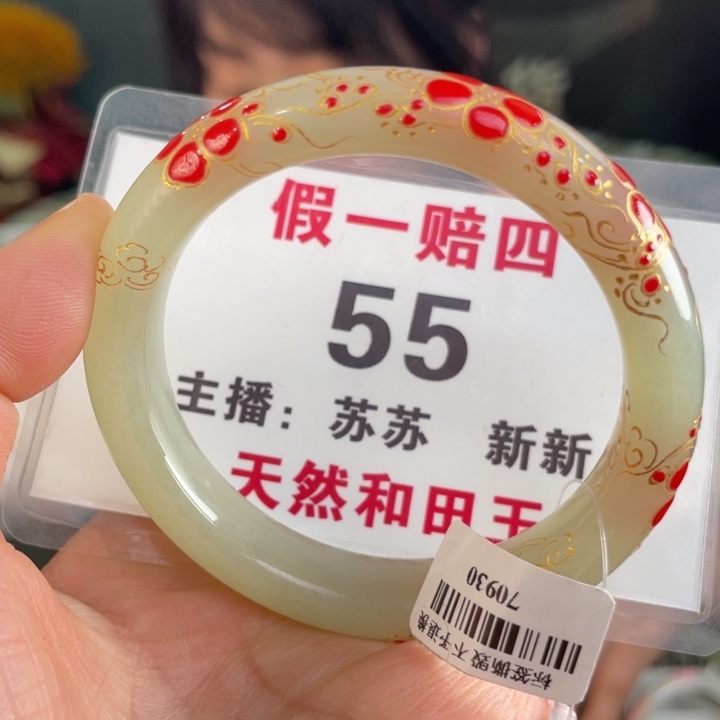 假一赔四
55
主播：苏苏 新新
天然和田玉
标签撕毁 不予退换
70930